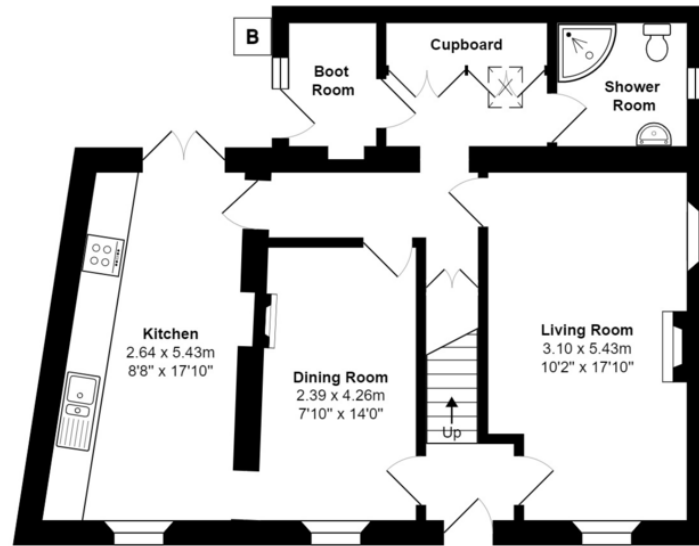 B
Boot
Room
Cupboard
Shower
Room
Kitchen
2.64 x 5.43m
8'8" x 17'10"
Dining Room
2.39 x 4.26m
7'10" x 14'0"
Living Room
3.10 x 5.43m
10'2" x 17'10"
Up